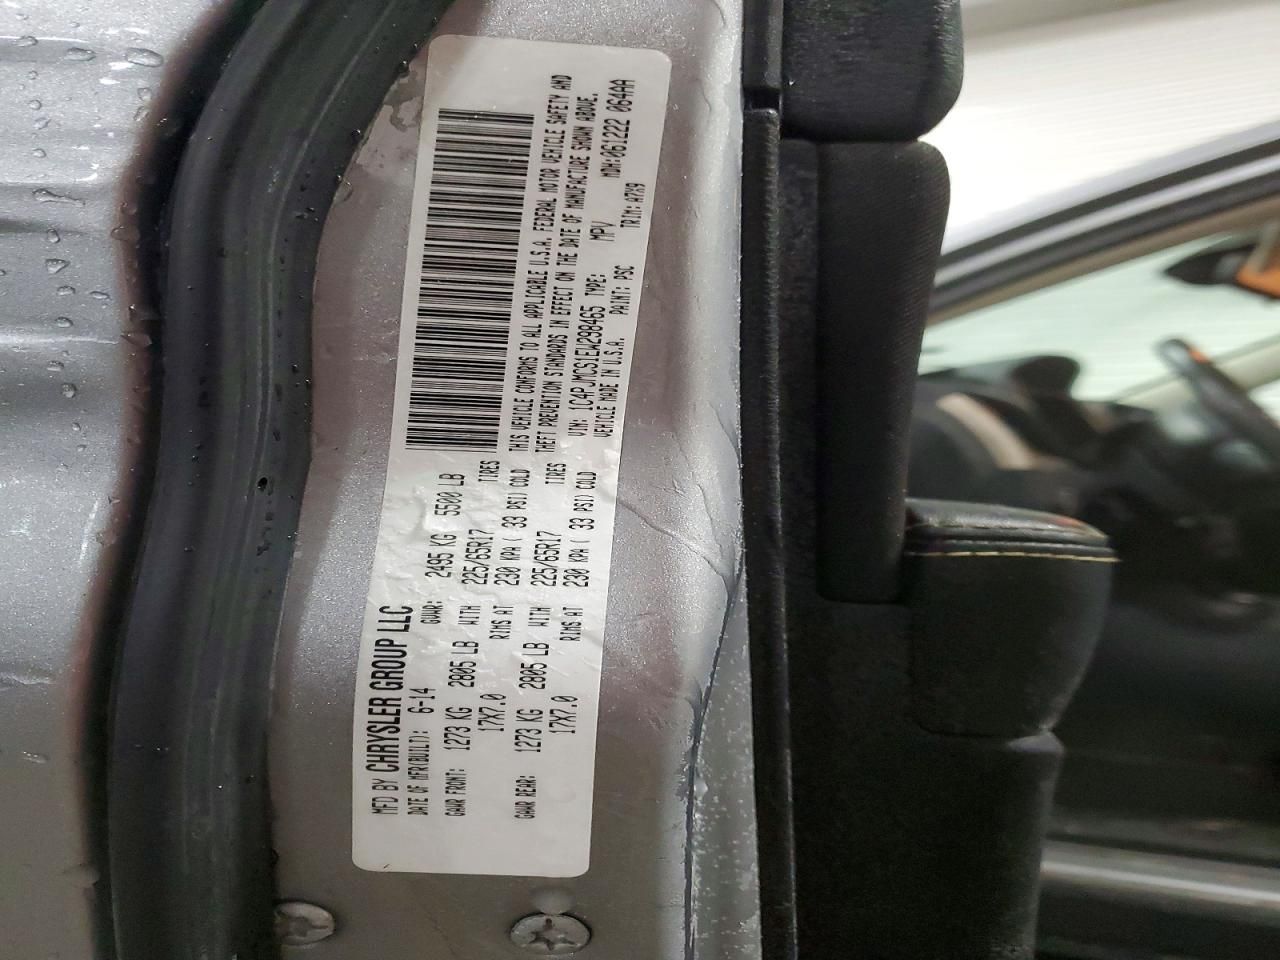 MFD BY CHRYSLER GROUP LLC
DATE OF MFR(BUILT): 6-14 GVWR: 2495 KG 5500 LB
GAWR FRONT: 1273 KG 2805 LB WITH 225/65R17 TIRES
17X7.0 RIMS AT 230 KPA ( 33 PSI) COLD
GAWR REAR: 1273 KG 2805 LB WITH 225/65R17 TIRES
17X7.0 RIMS AT 230 KPA ( 33 PSI) COLD
THIS VEHICLE CONFORMS TO ALL APPLICABLE U.S.A. FEDERAL MOTOR VEHICLE SAFETY AND
THEFT PREVENTION STANDARDS IN EFFECT ON THE DATE OF MANUFACTURE SHOWN ABOVE.
VIN: 1C4PJMCS1EW298465 TYPE: MPV MDH:061222 064AA
VEHICLE MADE IN U.S.A. PAINT: PSC TRIM: A7X9